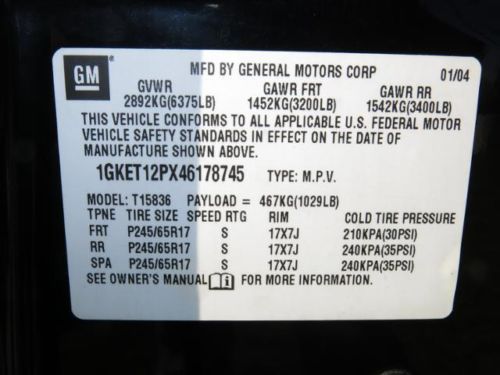 GM
MFD BY GENERAL MOTORS CORP 01/04
GVWR GAWR FRT GAWR RR
2892KG(6375LB) 1452KG(3200LB) 1542KG(3400LB)
THIS VEHICLE CONFORMS TO ALL APPLICABLE U.S. FEDERAL MOTOR
VEHICLE SAFETY STANDARDS IN EFFECT ON THE DATE OF
MANUFACTURE SHOWN ABOVE.
1GKET12PX46178745 TYPE: M.P.V.
MODEL: T15836 PAYLOAD = 467KG(1029LB)
TPNE TIRE SIZE SPEED RTG RIM COLD TIRE PRESSURE
FRT P245/65R17 S 17X7J 210KPA(30PSI)
RR P245/65R17 S 17X7J 240KPA(35PSI)
SPA P245/65R17 S 17X7J 240KPA(35PSI)
SEE OWNER'S MANUAL FOR MORE INFORMATION.